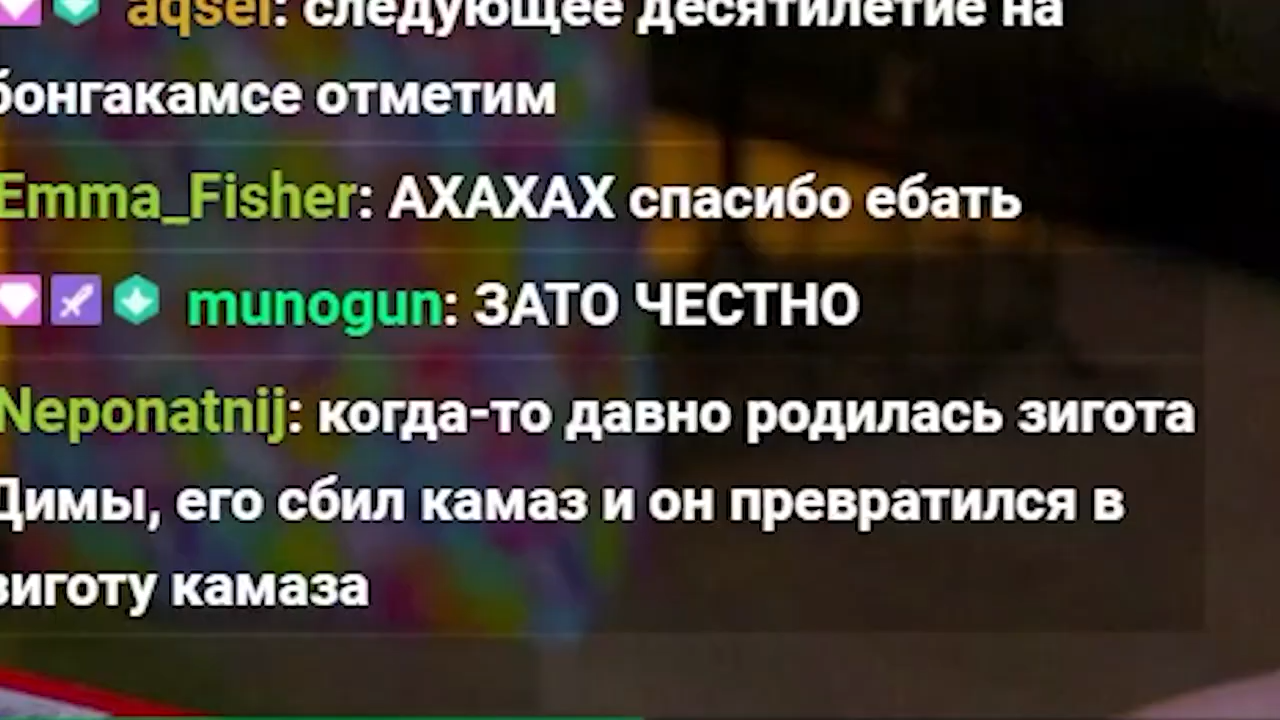 aqsei: следующее десятилетие на
бонгакамсе отметим
Emma_Fisher: АХАХАХ спасибо ебать
munogun: ЗАТО ЧЕСТНО
Neponatnij: когда-то давно родилась зигота
Димы, его сбил камаз и он превратился в
зиготу камаза